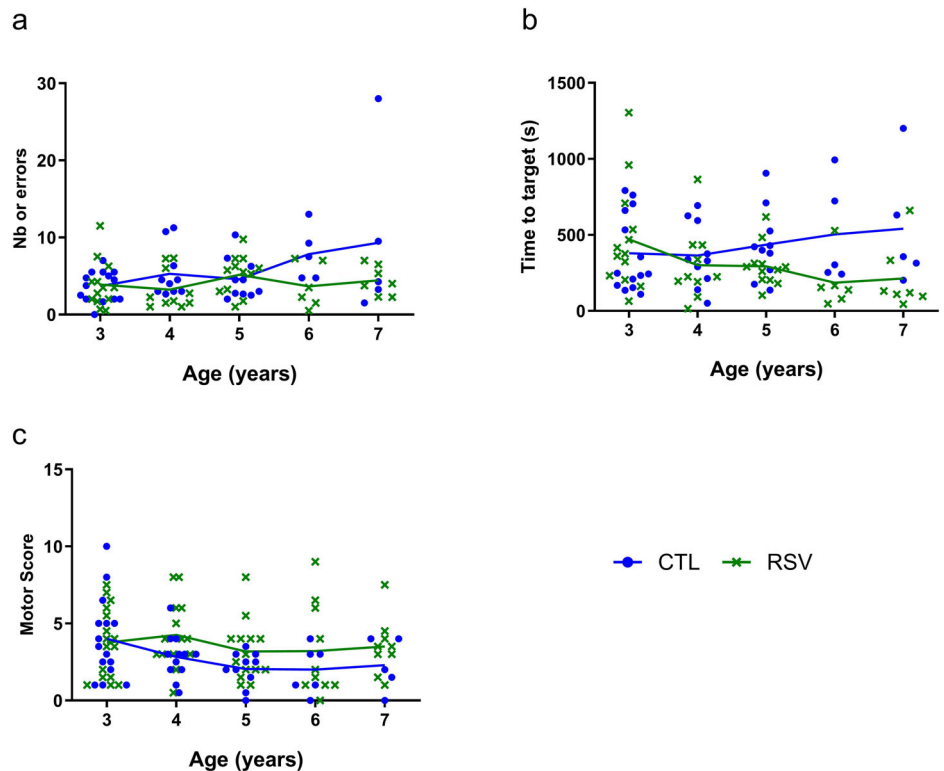 a
30
20
10
0
Nb or errors
3 4 5 6 7
Age (years)
b
1500
1000
500
0
Time to target (s)
3 4 5 6 7
Age (years)
c
15
10
5
0
Motor Score
3 4 5 6 7
Age (years)
CTL RSV